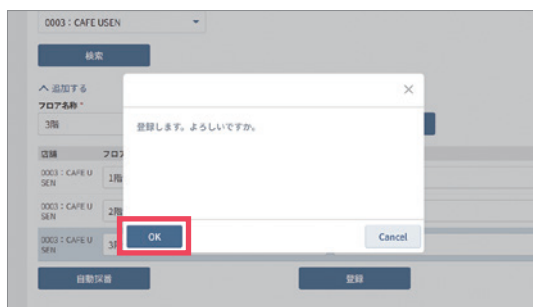 0003：CAFE USEN
検索
へ 追加する
フロア名称 *
3階
登録します。よろしいですか。
店舗 フロア
0003：CAFE U
SEN
1階
0003：CAFE U
SEN
2階
0003：CAFE U
SEN
3階
OK Cancel
自動採番 登録